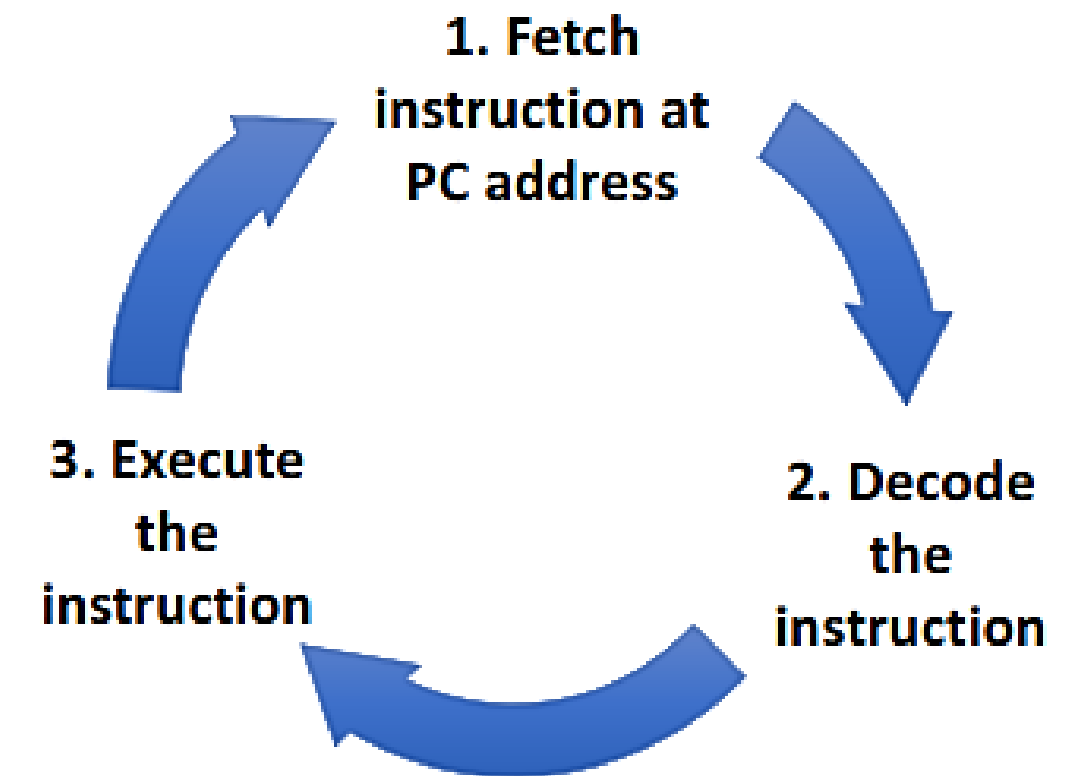 1. Fetch
instruction at
PC address
2. Decode
the
instruction
3. Execute
the
instruction